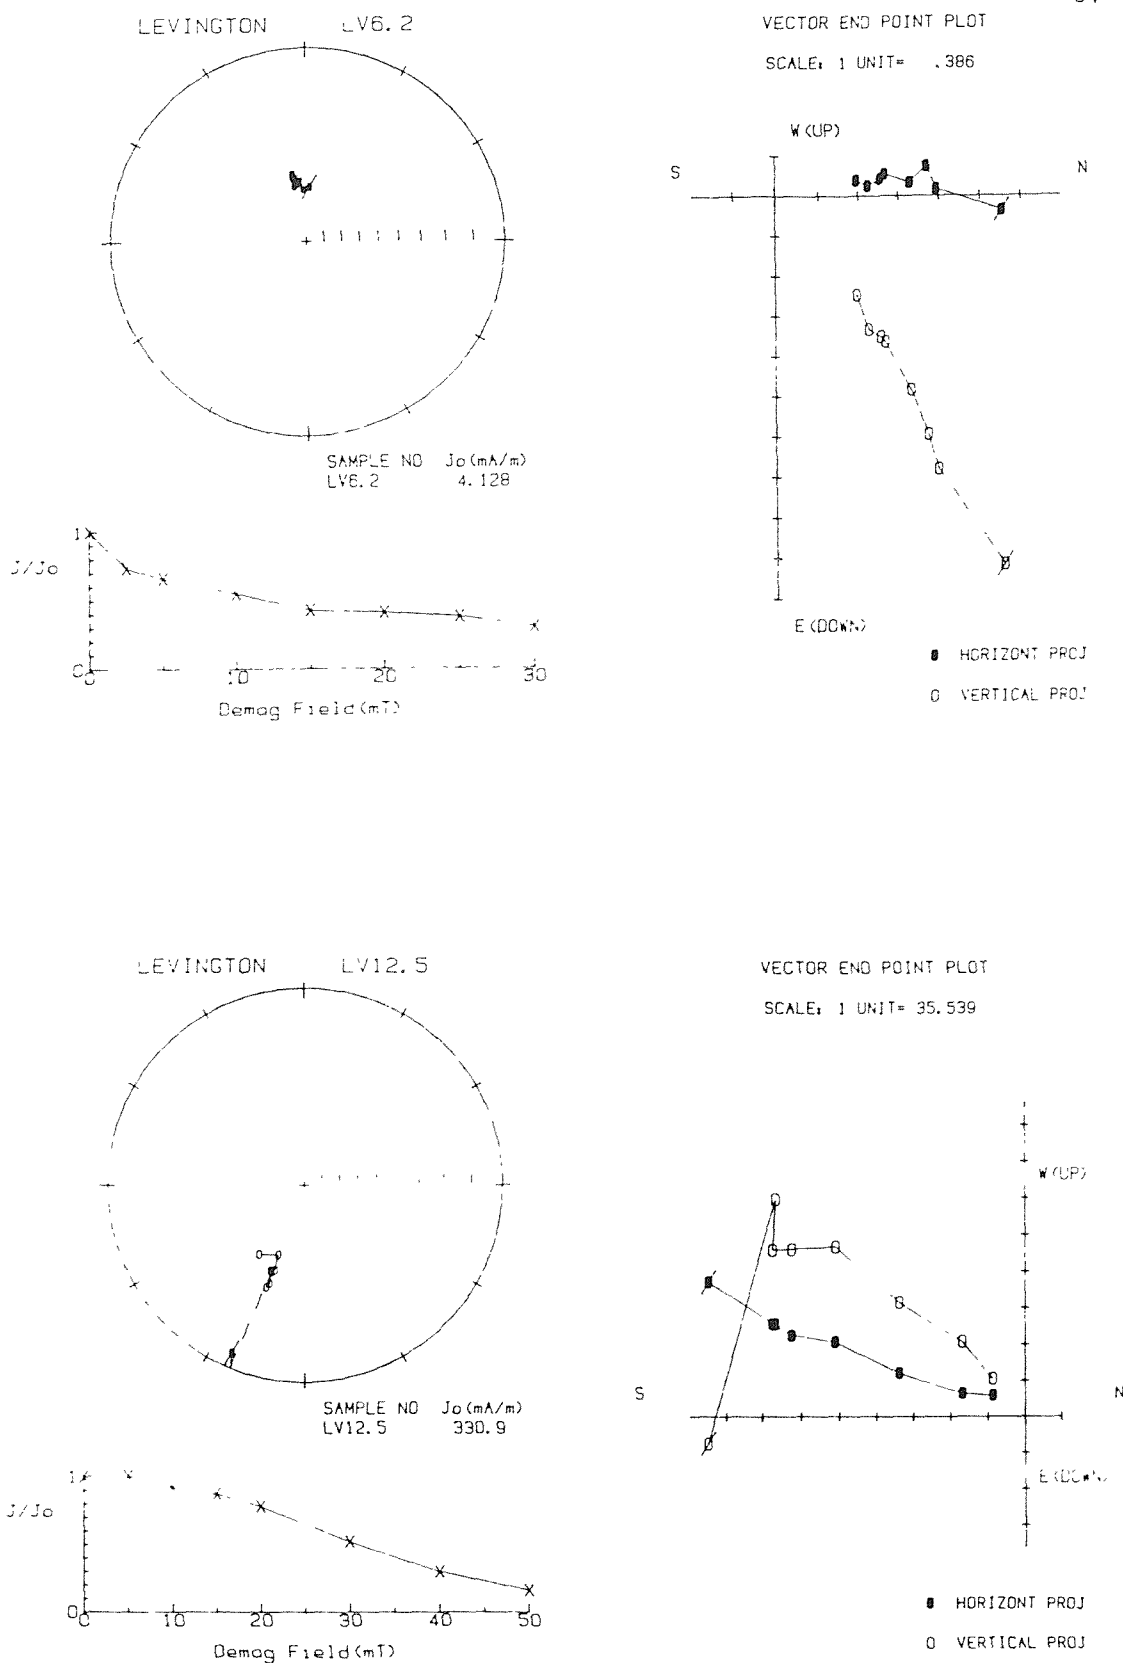 LEVINGTON LV6.2
VECTOR END POINT PLOT
SCALE: 1 UNIT= .386
W(UP)
S
N
SAMPLE NO Jo(mA/m)
LV6.2 4.128
1
J/Jo
0
0 10 20 30
Demag Field(mT)
E(DOWN)
HORIZONT PROJ
VERTICAL PROJ
LEVINGTON LV12.5
VECTOR END POINT PLOT
SCALE: 1 UNIT= 35.539
W(UP)
S
N
SAMPLE NO Jo(mA/m)
LV12.5 330.9
1
J/Jo
0
0 10 20 30 40 50
Demag Field(mT)
E(DOWN)
HORIZONT PROJ
VERTICAL PROJ